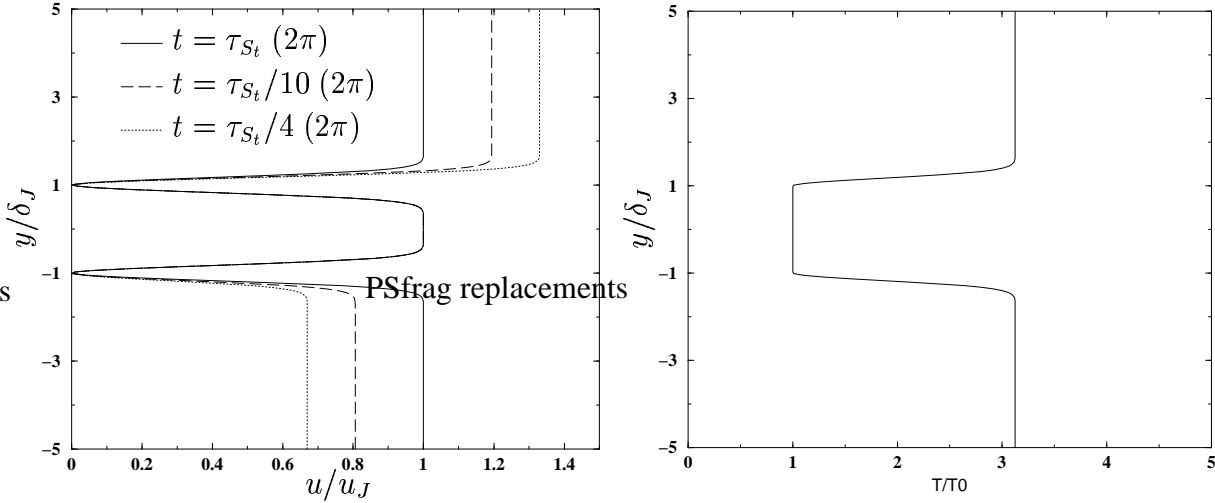 5
3
1
−1
−3
−5
y/δ_J
t = τ_{S_t} (2π)
t = τ_{S_t}/10 (2π)
t = τ_{S_t}/4 (2π)
s
PSfrag replacements
0 0.2 0.4 0.6 0.8 1 1.2 1.4
u/u_J
5
3
1
−1
−3
−5
y/δ_J
0 1 2 3 4 5
T/T0